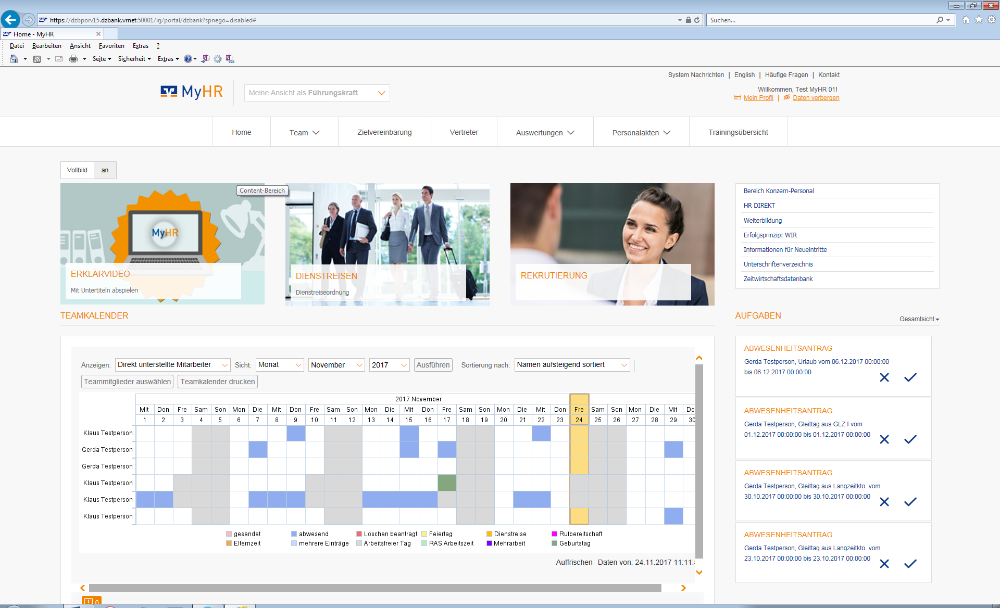 https://dzbporv15.dzbank.vrnet:50001/irj/portal/dzbank?spnego=disabled#
Suchen...
Home - MyHR
Datei Bearbeiten Ansicht Favoriten Extras ?
Seite Sicherheit Extras
System Nachrichten | English | Häufige Fragen | Kontakt
MyHR
Meine Ansicht als Führungskraft
Willkommen, Test MyHR 01!
Mein Profil | Daten verbergen
Home Team Zielvereinbarung Vertreter Auswertungen Personalakten Trainingsübersicht
Vollbild an
Content-Bereich
MyHR
ERKLÄRVIDEO
Mit Untertiteln abspielen
DIENSTREISEN
Dienstreiseordnung
REKRUTIERUNG
Bereich Konzern-Personal
HR DIREKT
Weiterbildung
Erfolgsprinzip: WIR
Informationen für Neueintritte
Unterschriftenverzeichnis
Zeitwirtschaftsdatenbank
TEAMKALENDER
Anzeigen: Direkt unterstellte Mitarbeiter Sicht: Monat November 2017 Ausführen Sortierung nach: Namen aufsteigend sortiert
Teammitglieder auswählen Teamkalender drucken
2017 November
Mit Don Fre Sam Son Mon Die Mit Don Fre Sam Son Mon Die Mit Don Fre Sam Son Mon Die Mit Don Fre Sam Son Mon Die Mit Do
1 2 3 4 5 6 7 8 9 10 11 12 13 14 15 16 17 18 19 20 21 22 23 24 25 26 27 28 29 30
Klaus Testperson
Gerda Testperson
Gerda Testperson
Klaus Testperson
Klaus Testperson
Klaus Testperson
gesendet abwesend Löschen beantragt Feiertag Dienstreise Rufbereitschaft
Elternzeit mehrere Einträge Arbeitsfreier Tag RAS Arbeitszeit Mehrarbeit Geburtstag
Auffrischen Daten von: 24.11.2017 11:11:
0
AUFGABEN
Gesamtsicht
ABWESENHEITSANTRAG
Gerda Testperson, Urlaub vom 06.12.2017 00:00:00
bis 06.12.2017 00:00:00
ABWESENHEITSANTRAG
Gerda Testperson, Gleittag aus GLZ I vom
01.12.2017 00:00:00 bis 01.12.2017 00:00:00
ABWESENHEITSANTRAG
Gerda Testperson, Gleittag aus Langzeitkto. vom
30.10.2017 00:00:00 bis 30.10.2017 00:00:00
ABWESENHEITSANTRAG
Gerda Testperson, Gleittag aus Langzeitkto. vom
23.10.2017 00:00:00 bis 23.10.2017 00:00:00